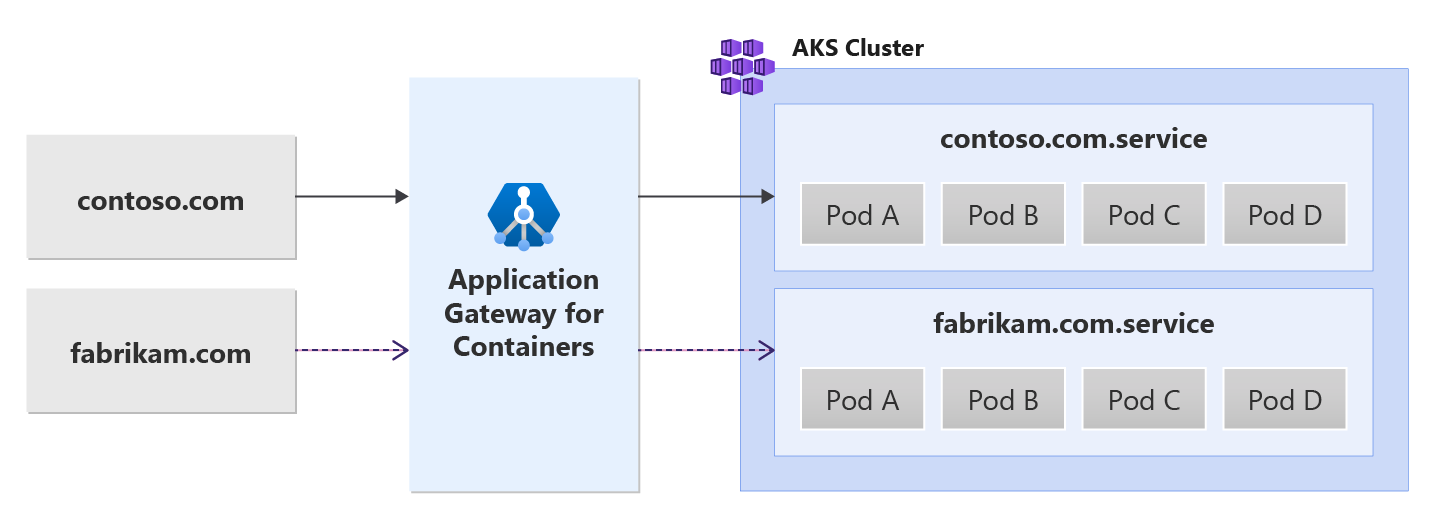 AKS Cluster
contoso.com
fabrikam.com
Application
Gateway for
Containers
contoso.com.service
Pod A
Pod B
Pod C
Pod D
fabrikam.com.service
Pod A
Pod B
Pod C
Pod D